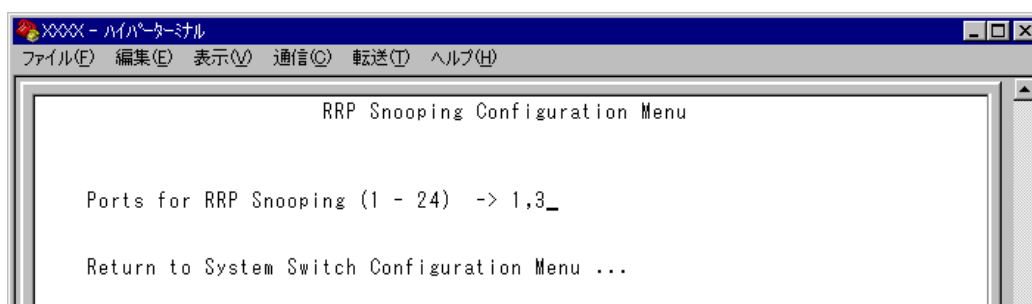 XXXX - ﾊｲﾊﾟｰﾀｰﾐﾅﾙ
ファイル(F) 編集(E) 表示(V) 通信(C) 転送(T) ヘルプ(H)
RRP Snooping Configuration Menu
Ports for RRP Snooping (1 - 24) -> 1,3_
Return to System Switch Configuration Menu ...